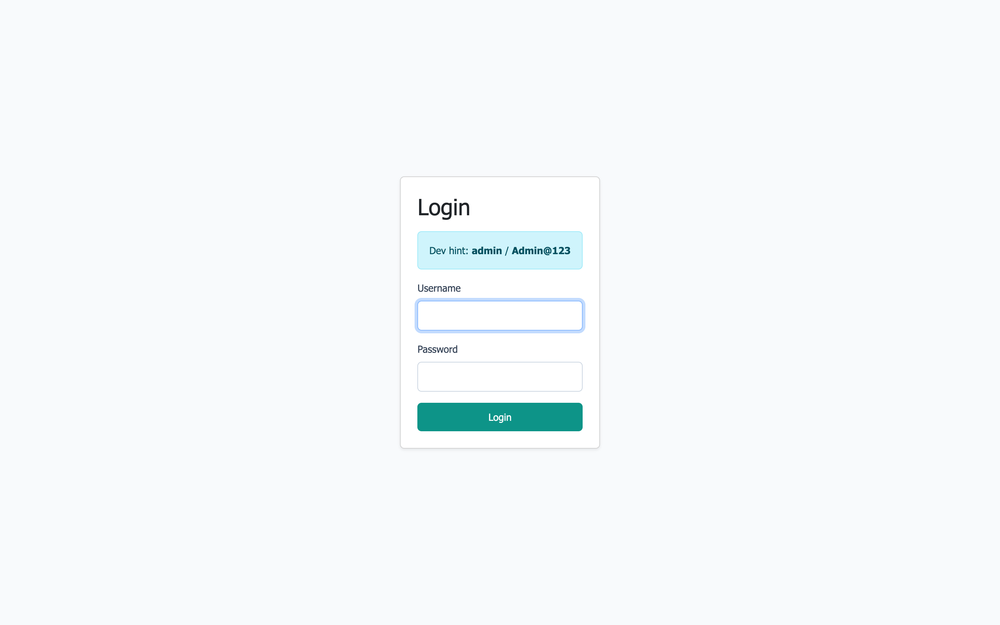 Login
Dev hint: admin / Admin@123
Username
Password
Login